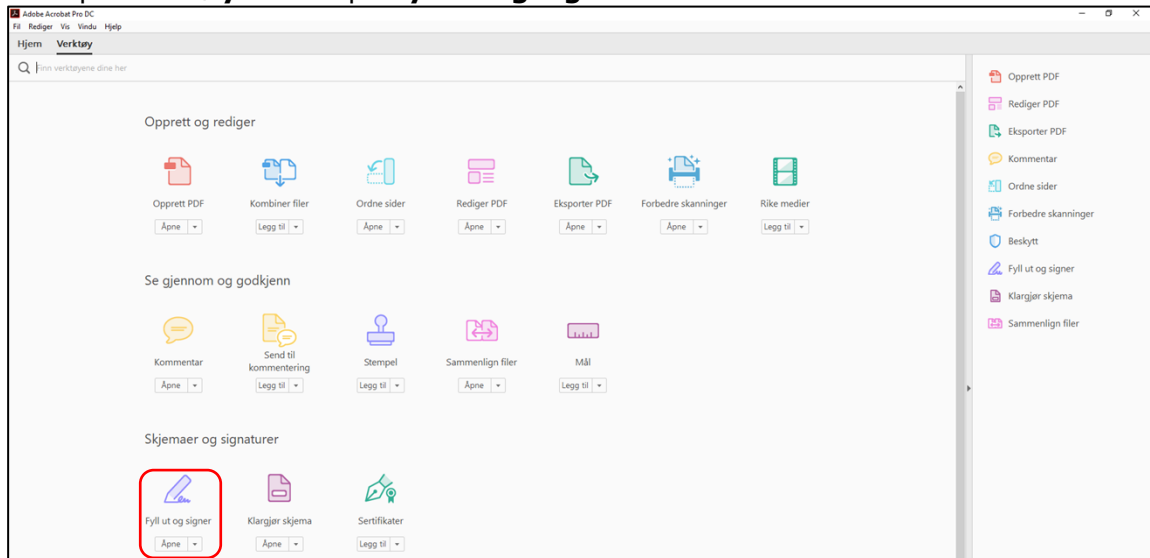 Adobe Acrobat Pro DC
Fil Rediger Vis Vindu Hjelp
Hjem Verktøy
Finn verktøyene dine her
Opprett og rediger
Opprett PDF Kombiner filer Ordne sider Rediger PDF Eksporter PDF Forbedre skanninger Rike medier
Åpne Legg til Åpne Åpne Åpne Åpne Legg til
Se gjennom og godkjenn
Kommentar Send til kommentering Stempel Sammenlign filer Mål
Åpne Legg til Legg til Åpne Legg til
Skjemaer og signaturer
Fyll ut og signer Klargjør skjema Sertifikater
Åpne Åpne Legg til
Opprett PDF
Rediger PDF
Eksporter PDF
Kommentar
Ordne sider
Forbedre skanninger
Beskytt
Fyll ut og signer
Klargjør skjema
Sammenlign filer